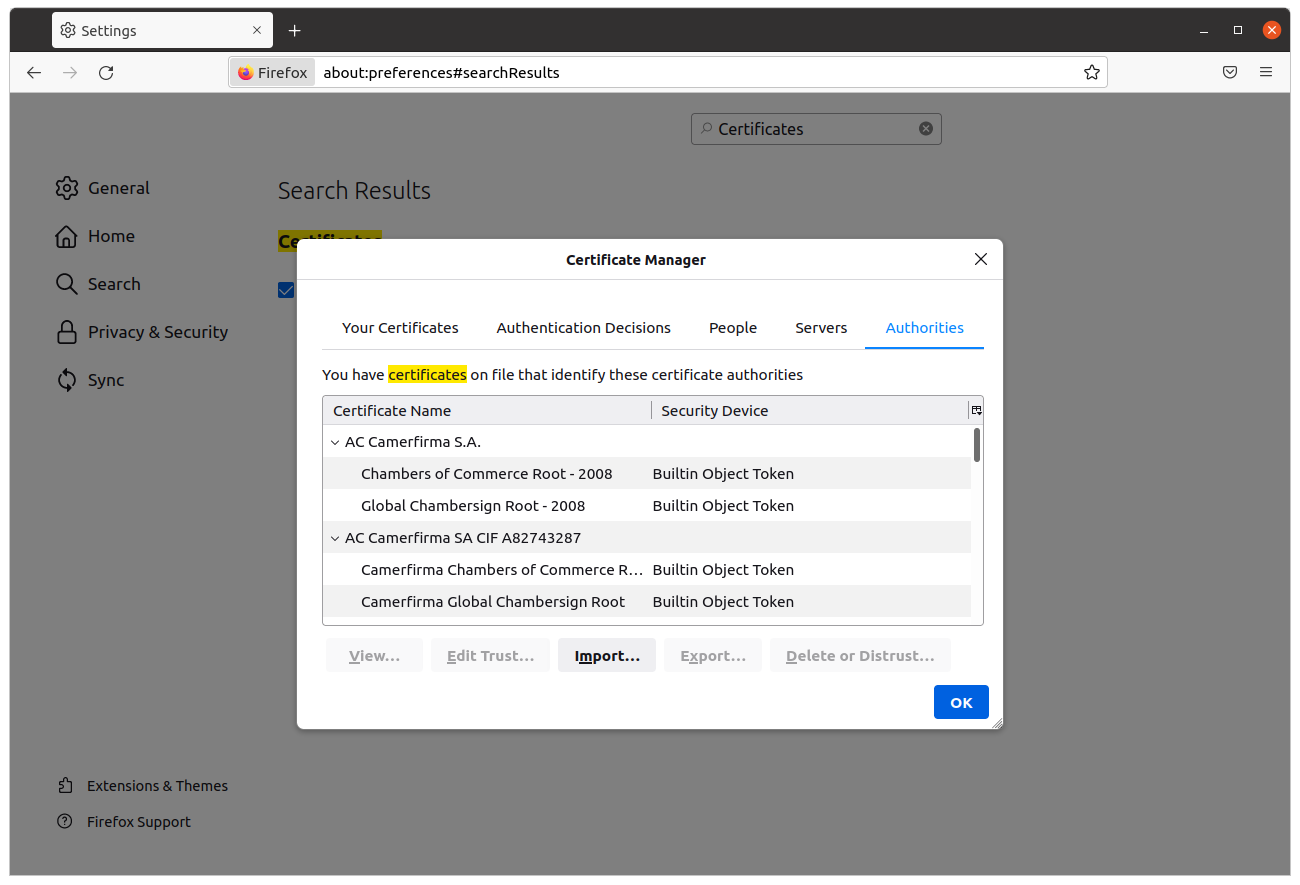 Settings
Firefox about:preferences#searchResults
Certificates
General
Search Results
Home
Certificates
Search
Privacy & Security
Sync
Certificate Manager
Your Certificates Authentication Decisions People Servers Authorities
You have certificates on file that identify these certificate authorities
Certificate Name Security Device
AC Camerfirma S.A.
Chambers of Commerce Root - 2008 Builtin Object Token
Global Chambersign Root - 2008 Builtin Object Token
AC Camerfirma SA CIF A82743287
Camerfirma Chambers of Commerce R... Builtin Object Token
Camerfirma Global Chambersign Root Builtin Object Token
View... Edit Trust... Import... Export... Delete or Distrust...
OK
Extensions & Themes
Firefox Support